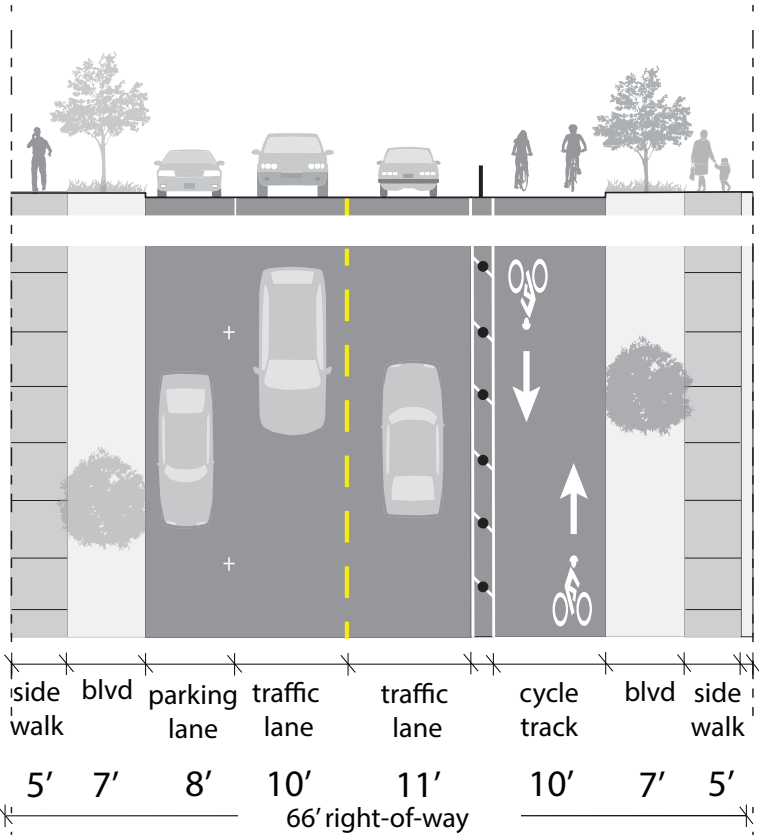 side walk
blvd
parking lane
traffic lane
traffic lane
cycle track
blvd
side walk
5′ 7′ 8′ 10′ 11′ 10′ 7′ 5′
66′ right-of-way